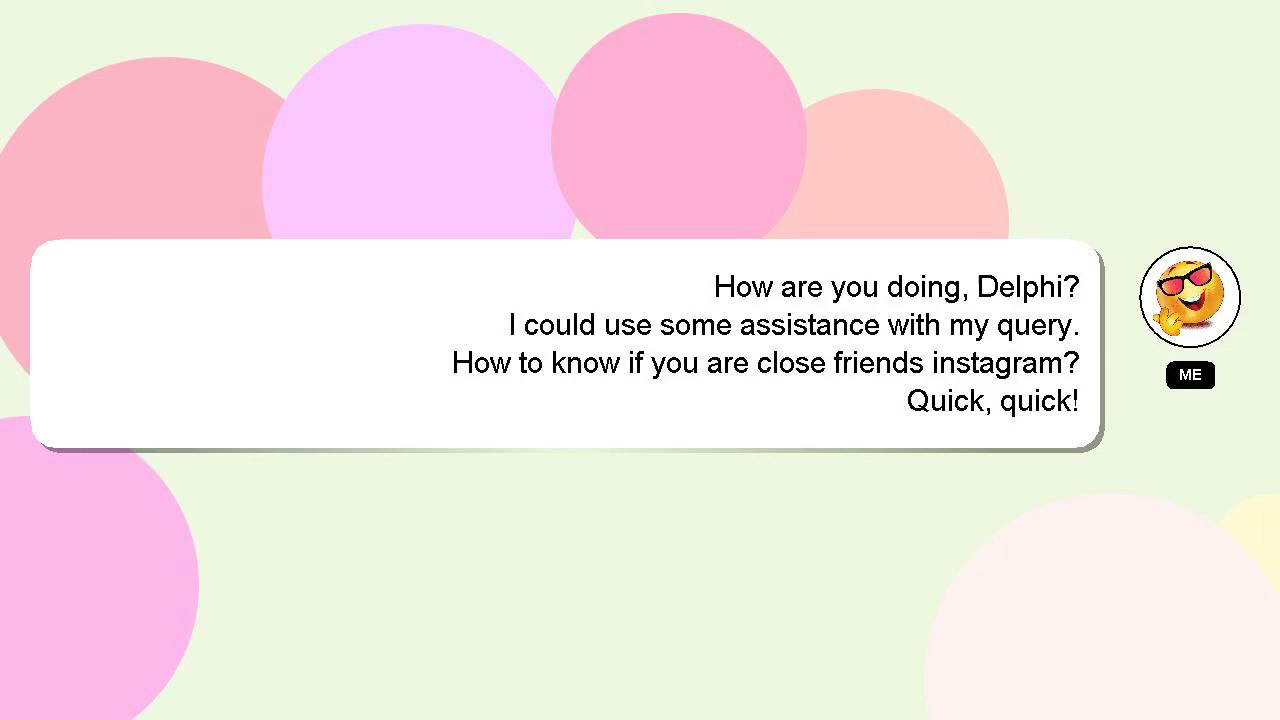 How are you doing, Delphi?
I could use some assistance with my query.
How to know if you are close friends instagram?
Quick, quick!
ME